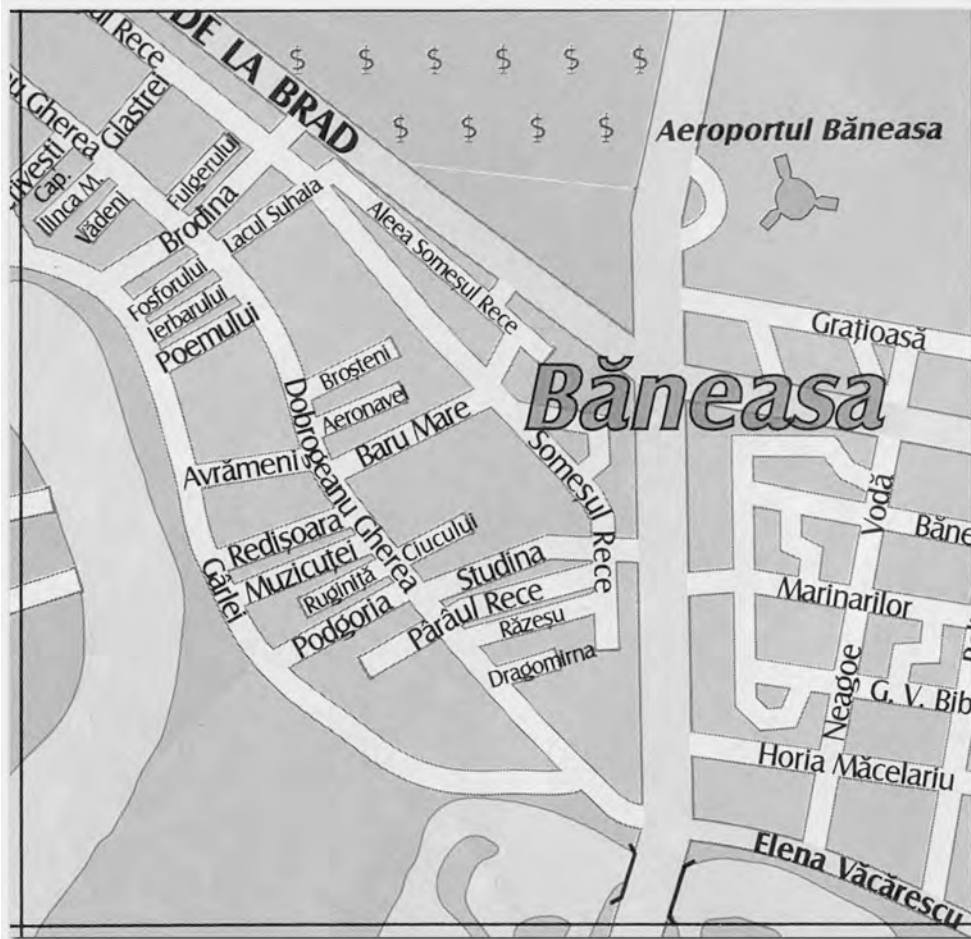 DE LA BRAD
Rece
Gherea
Glastrei
Cap.
Ilinca M.
Vădeni
Fulgerului
Brodina
Lacul Suhaia
Aeroportul Băneasa
Aleea Someșul Rece
Fosforului
Ierbarului
Poemului
Grațioasă
Broșteni
Aeronavei
Băneasa
Baru Mare
Dobrogeanu Gherea
Avrămeni
Someșul Rece
Vodă
Redișoara
Ciucului
Muzicuței
Studina
Gârlei
Ruginită
Marinarilor
Pârâul Rece
Podgoria
Răzeșu
Dragomirna
Neagoe
G. V. Bib
Horia Măcelariu
Elena Văcărescu